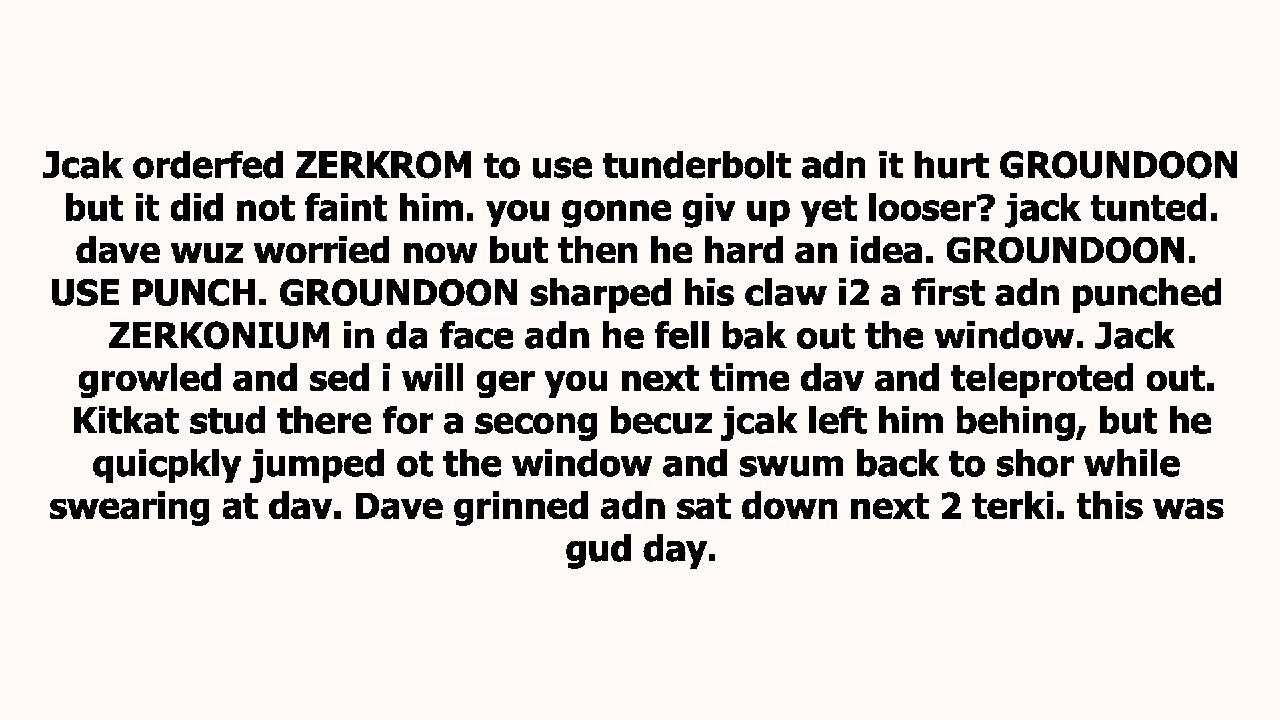 Jcak orderfed ZERKROM to use tunderbolt adn it hurt GROUNDOON
but it did not faint him. you gonne giv up yet looser? jack tunted.
dave wuz worried now but then he hard an idea. GROUNDOON.
USE PUNCH. GROUNDOON sharped his claw i2 a first adn punched
ZERKONIUM in da face adn he fell bak out the window. Jack
growled and sed i will ger you next time dav and teleproted out.
Kitkat stud there for a secong becuz jcak left him behing, but he
quicpkly jumped ot the window and swum back to shor while
swearing at dav. Dave grinned adn sat down next 2 terki. this was
gud day.